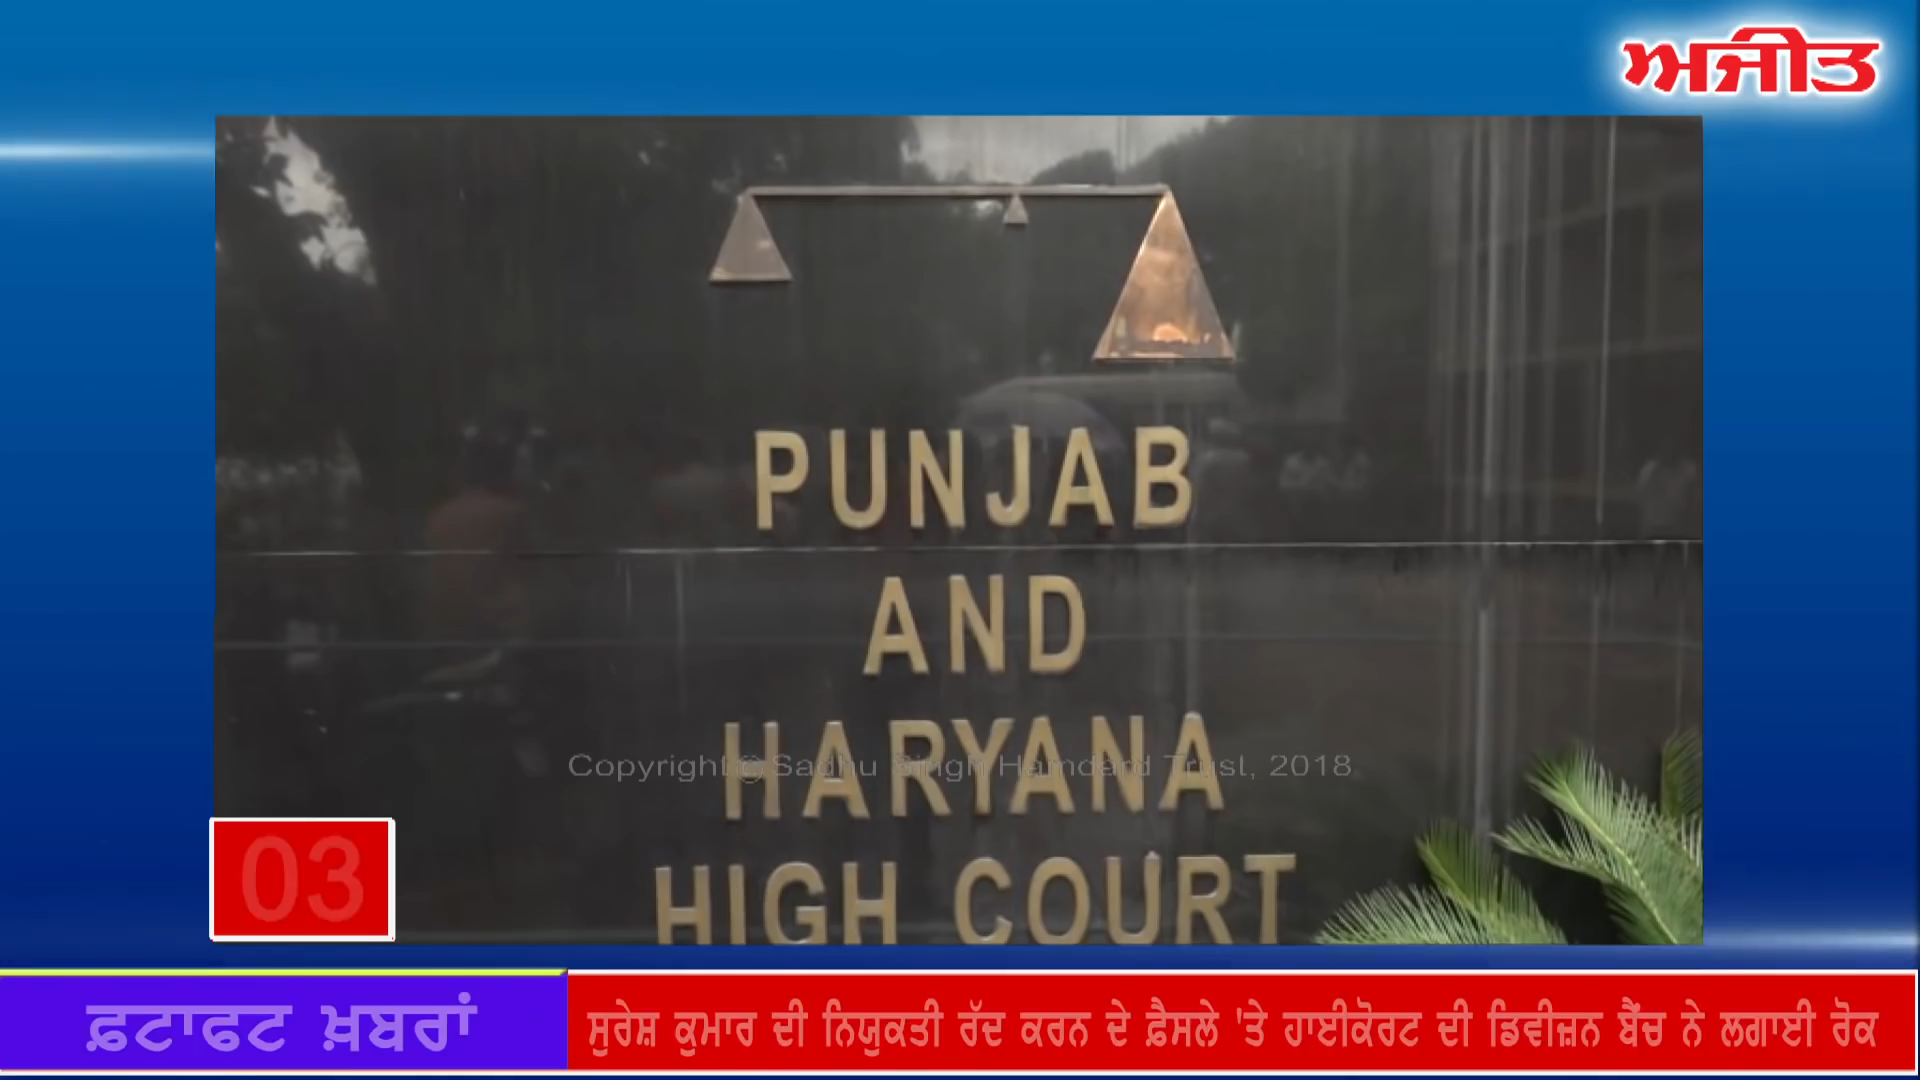 ਅਜੀਤ
PUNJAB
AND
HARYANA
Copyright@Sadhu Singh Hamdard Trust, 2018
HIGH COURT
03
ਫ਼ਟਾਫਟ ਖ਼ਬਰਾਂ
ਸੁਰੇਸ਼ ਕੁਮਾਰ ਦੀ ਨਿਯੁਕਤੀ ਰੱਦ ਕਰਨ ਦੇ ਫ਼ੈਸਲੇ 'ਤੇ ਹਾਈਕੋਰਟ ਦੀ ਡਿਵੀਜ਼ਨ ਬੈਂਚ ਨੇ ਲਗਾਈ ਰੋਕ